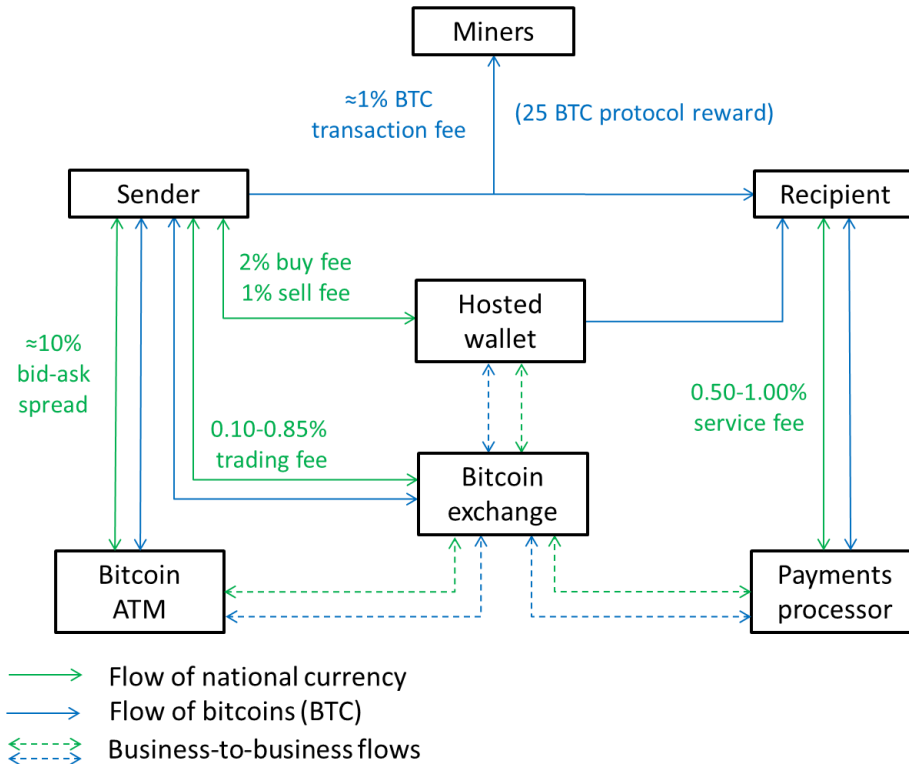 Miners
≈1% BTC
transaction fee
(25 BTC protocol reward)
Sender
Recipient
2% buy fee
1% sell fee
Hosted
wallet
≈10%
bid-ask
spread
0.50-1.00%
service fee
0.10-0.85%
trading fee
Bitcoin
exchange
Bitcoin
ATM
Payments
processor
Flow of national currency
Flow of bitcoins (BTC)
Business-to-business flows